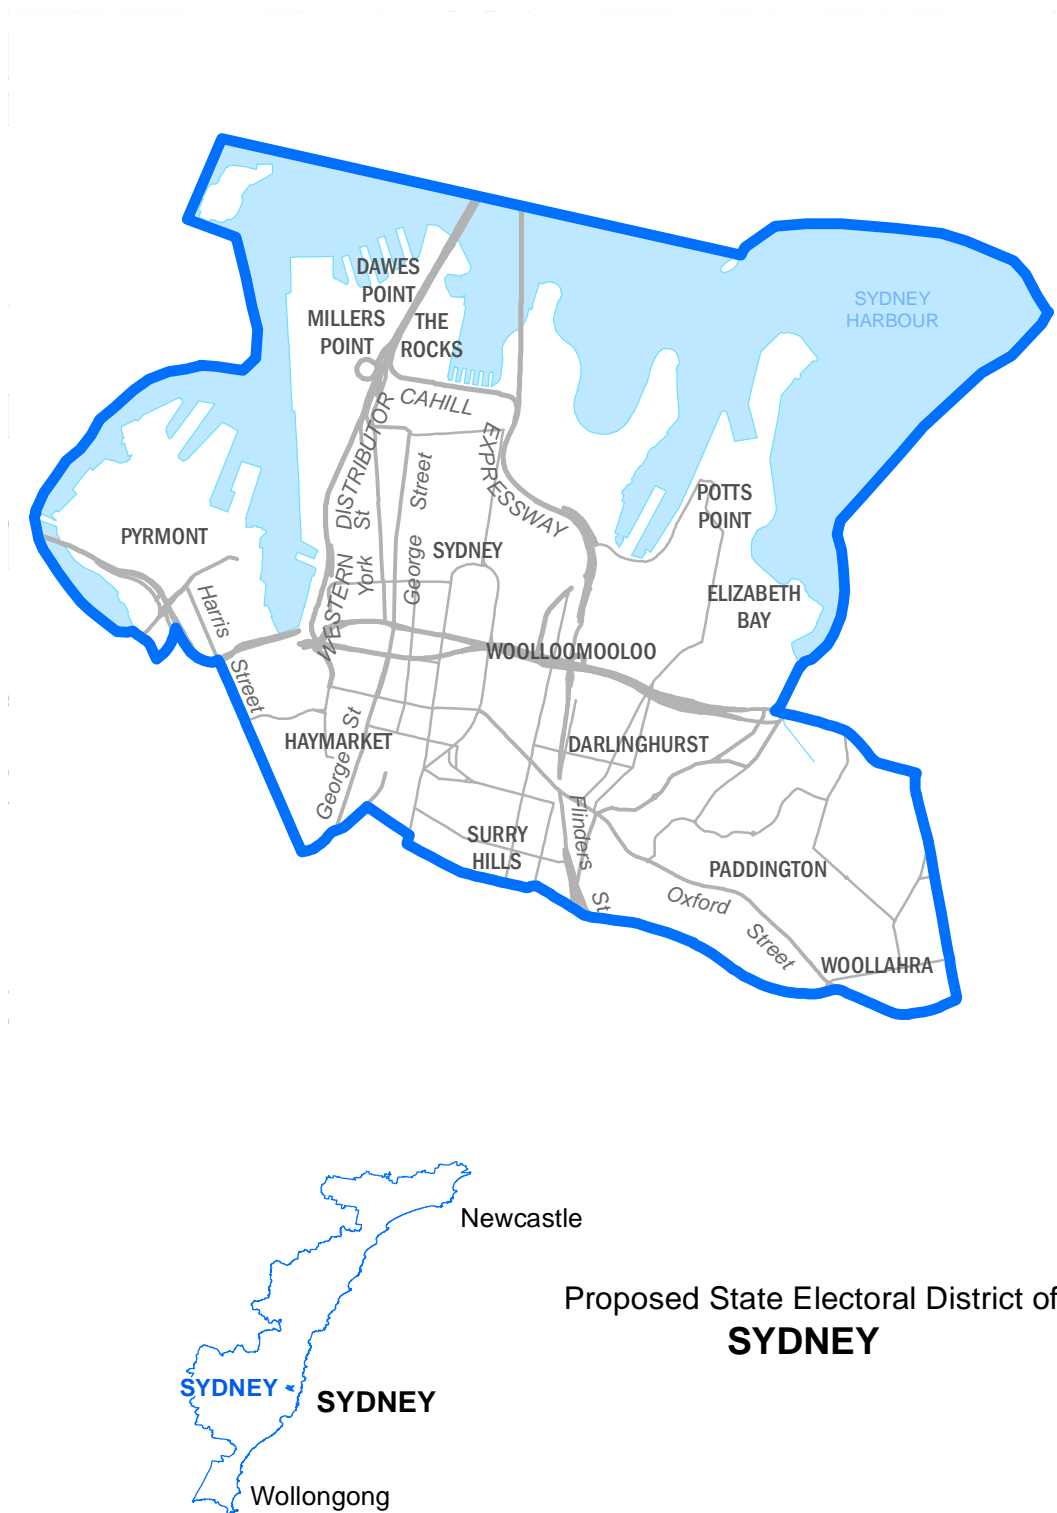 DAWES
POINT
SYDNEY
HARBOUR
MILLERS
POINT
THE
ROCKS
CAHILL
EXPRESSWAY
WESTERN DISTRIBUTOR
York St
George Street
POTTS
POINT
PYRMONT
SYDNEY
Harris
Street
ELIZABETH
BAY
WOOLLOOMOOLOO
HAYMARKET
George St
DARLINGHURST
Flinders
St
SURRY
HILLS
PADDINGTON
Oxford
Street
WOOLLAHRA
Newcastle
Proposed State Electoral District of
SYDNEY
SYDNEY
SYDNEY
Wollongong